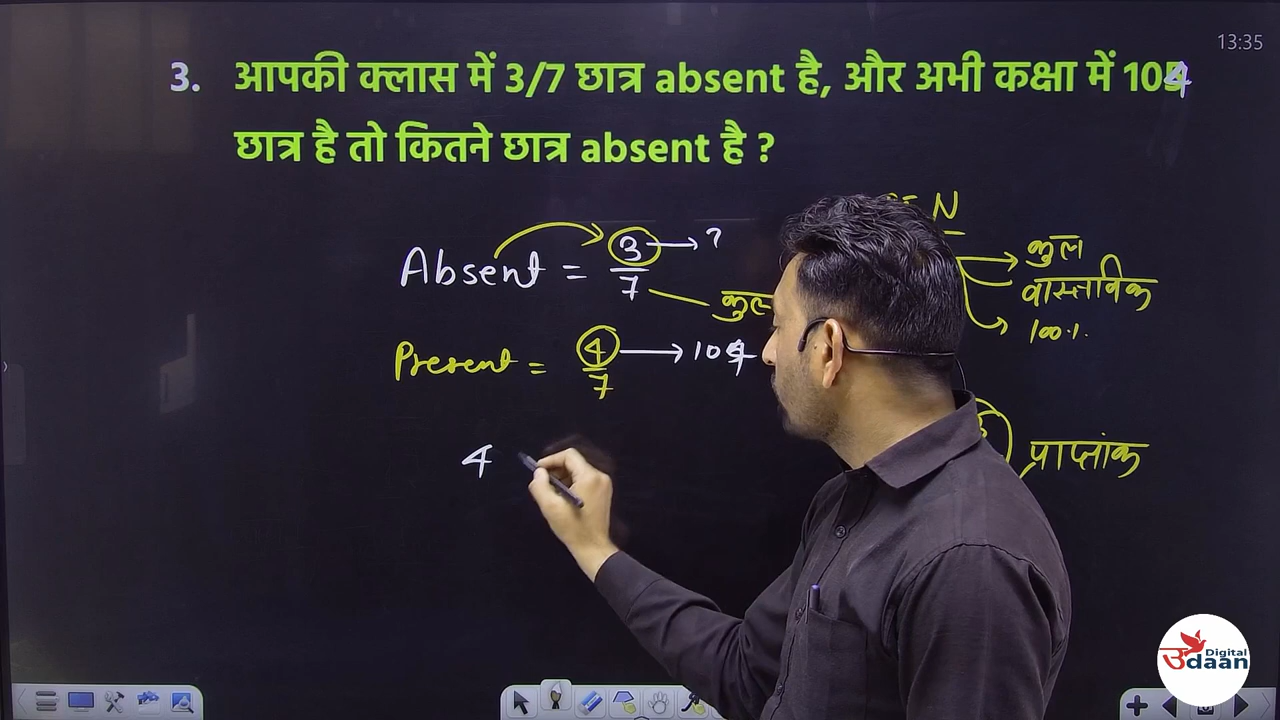 13:35
3. आपकी क्लास में 3/7 छात्र absent है, और अभी कक्षा में 104
छात्र है तो कितने छात्र absent है ?
N
Absent = 3/7 → ?
कुल
Present = 4/7 → 104
कुल
वास्तविक
100%
4
प्राप्तांक
Digital
उdaan